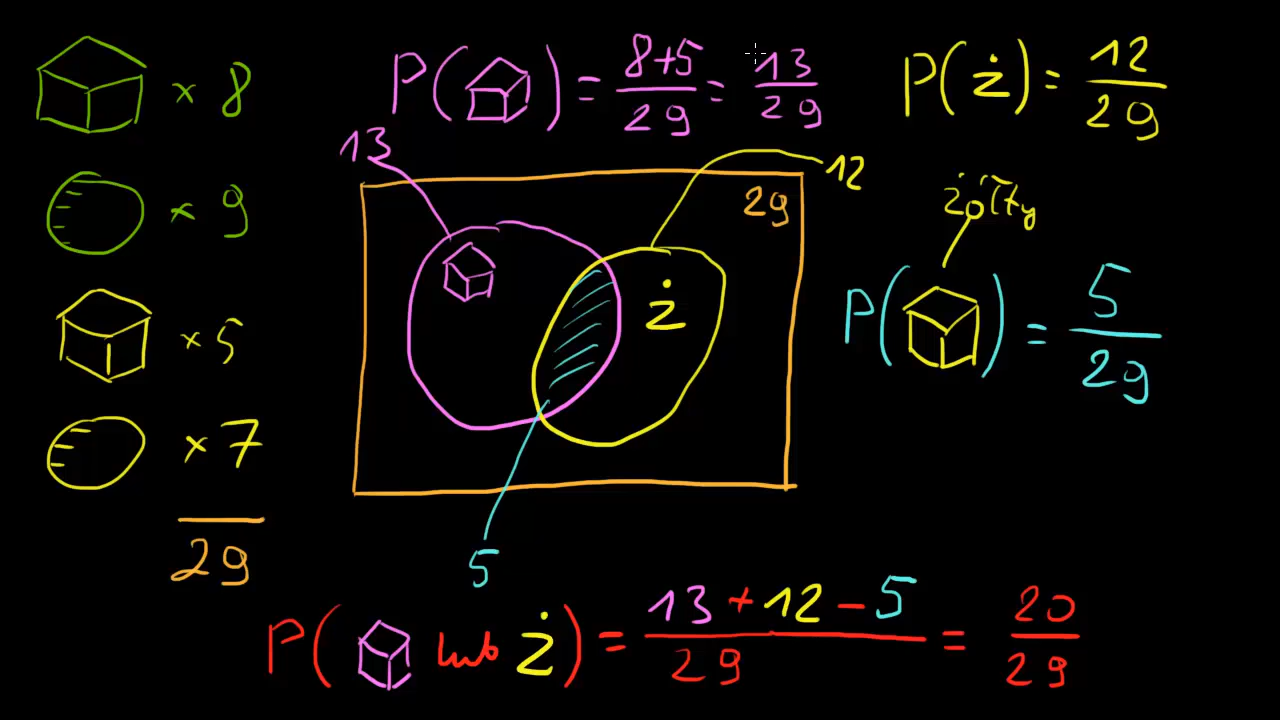 × 8
× 9
× 5
× 7
29
P( ) = 8+5/29 = 13/29
P(ż) = 12/29
13
12
29
ż
5
żółty
P( ) = 5/29
P( lub ż) = 13 + 12 − 5/29 = 20/29